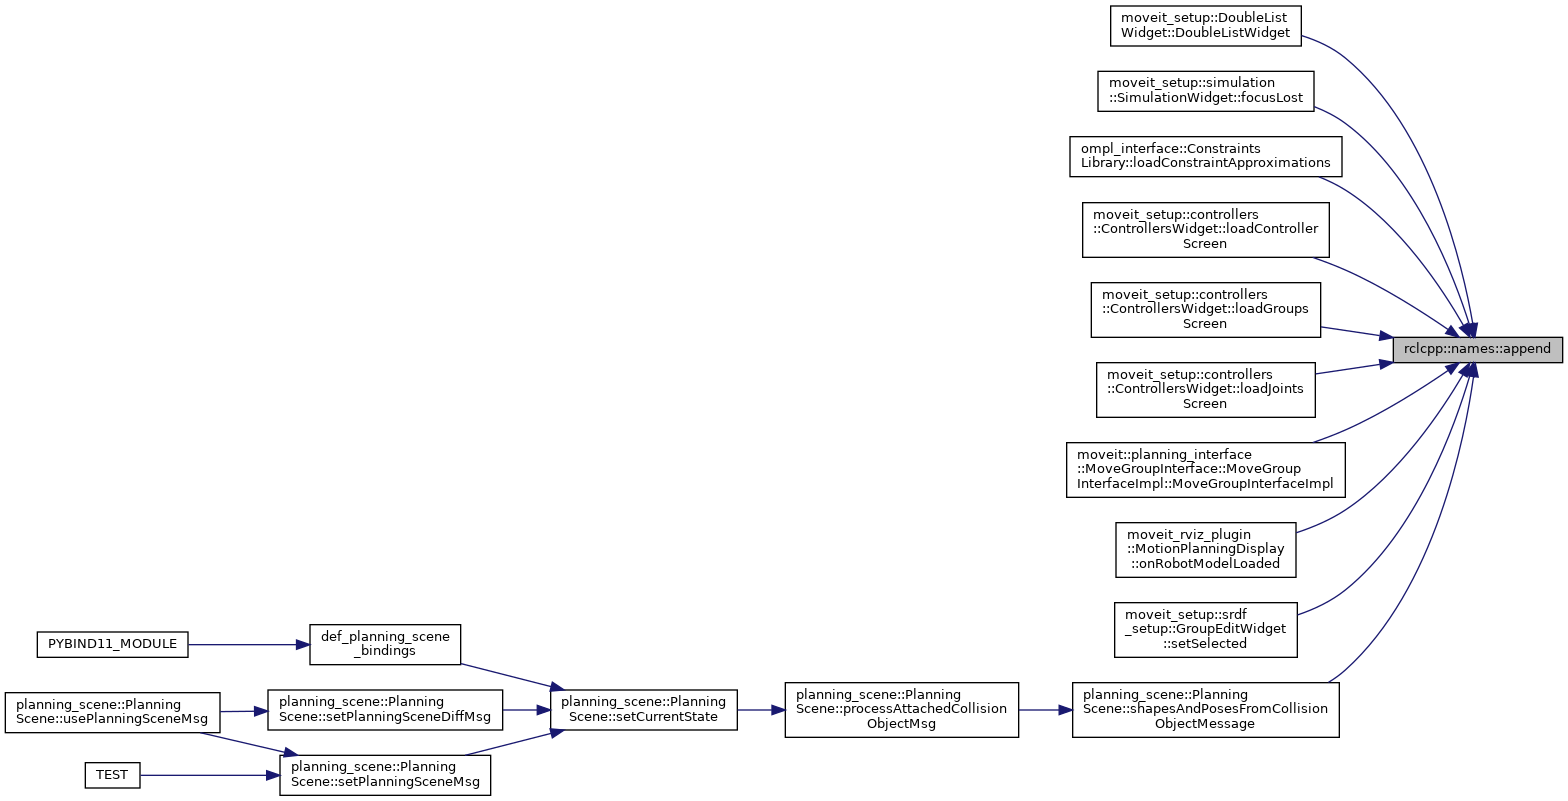 moveit_setup::DoubleList
Widget::DoubleListWidget
moveit_setup::simulation
::SimulationWidget::focusLost
ompl_interface::Constraints
Library::loadConstraintApproximations
moveit_setup::controllers
::ControllersWidget::loadController
Screen
moveit_setup::controllers
::ControllersWidget::loadGroups
Screen
rclcpp::names::append
moveit_setup::controllers
::ControllersWidget::loadJoints
Screen
moveit::planning_interface
::MoveGroupInterface::MoveGroup
InterfaceImpl::MoveGroupInterfaceImpl
moveit_rviz_plugin
::MotionPlanningDisplay
::onRobotModelLoaded
moveit_setup::srdf
_setup::GroupEditWidget
::setSelected
PYBIND11_MODULE
def_planning_scene
_bindings
planning_scene::Planning
Scene::usePlanningSceneMsg
planning_scene::Planning
Scene::setPlanningSceneDiffMsg
planning_scene::Planning
Scene::setCurrentState
planning_scene::Planning
Scene::processAttachedCollision
ObjectMsg
planning_scene::Planning
Scene::shapesAndPosesFromCollision
ObjectMessage
TEST
planning_scene::Planning
Scene::setPlanningSceneMsg